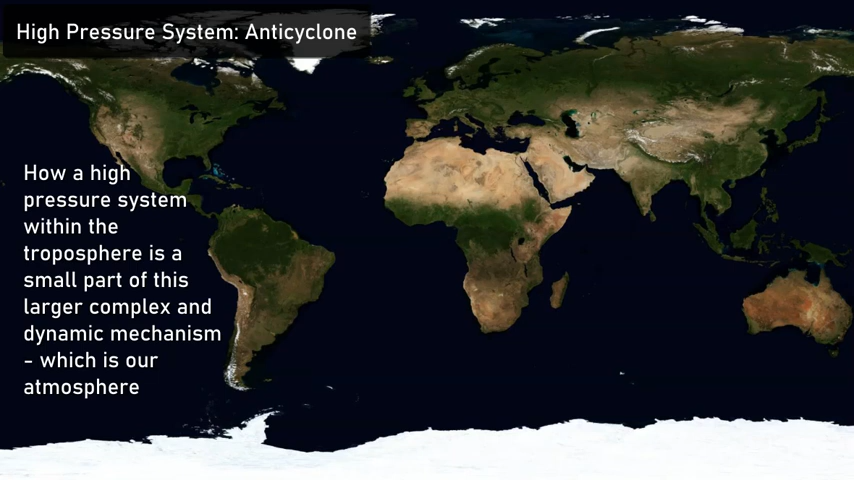 High Pressure System: Anticyclone
How a high
pressure system
within the
troposphere is a
small part of this
larger complex and
dynamic mechanism
- which is our
atmosphere